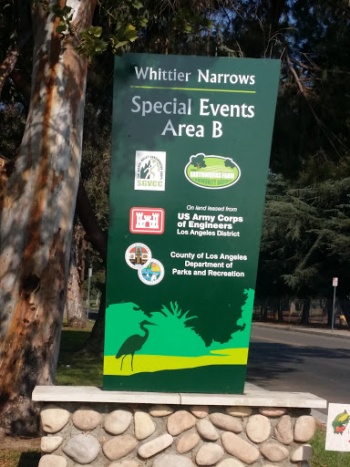 Whittier Narrows
Special Events
Area B
SGVCC
On land leased from
US Army Corps
of Engineers
Los Angeles District
County of Los Angeles
Department of
Parks and Recreation